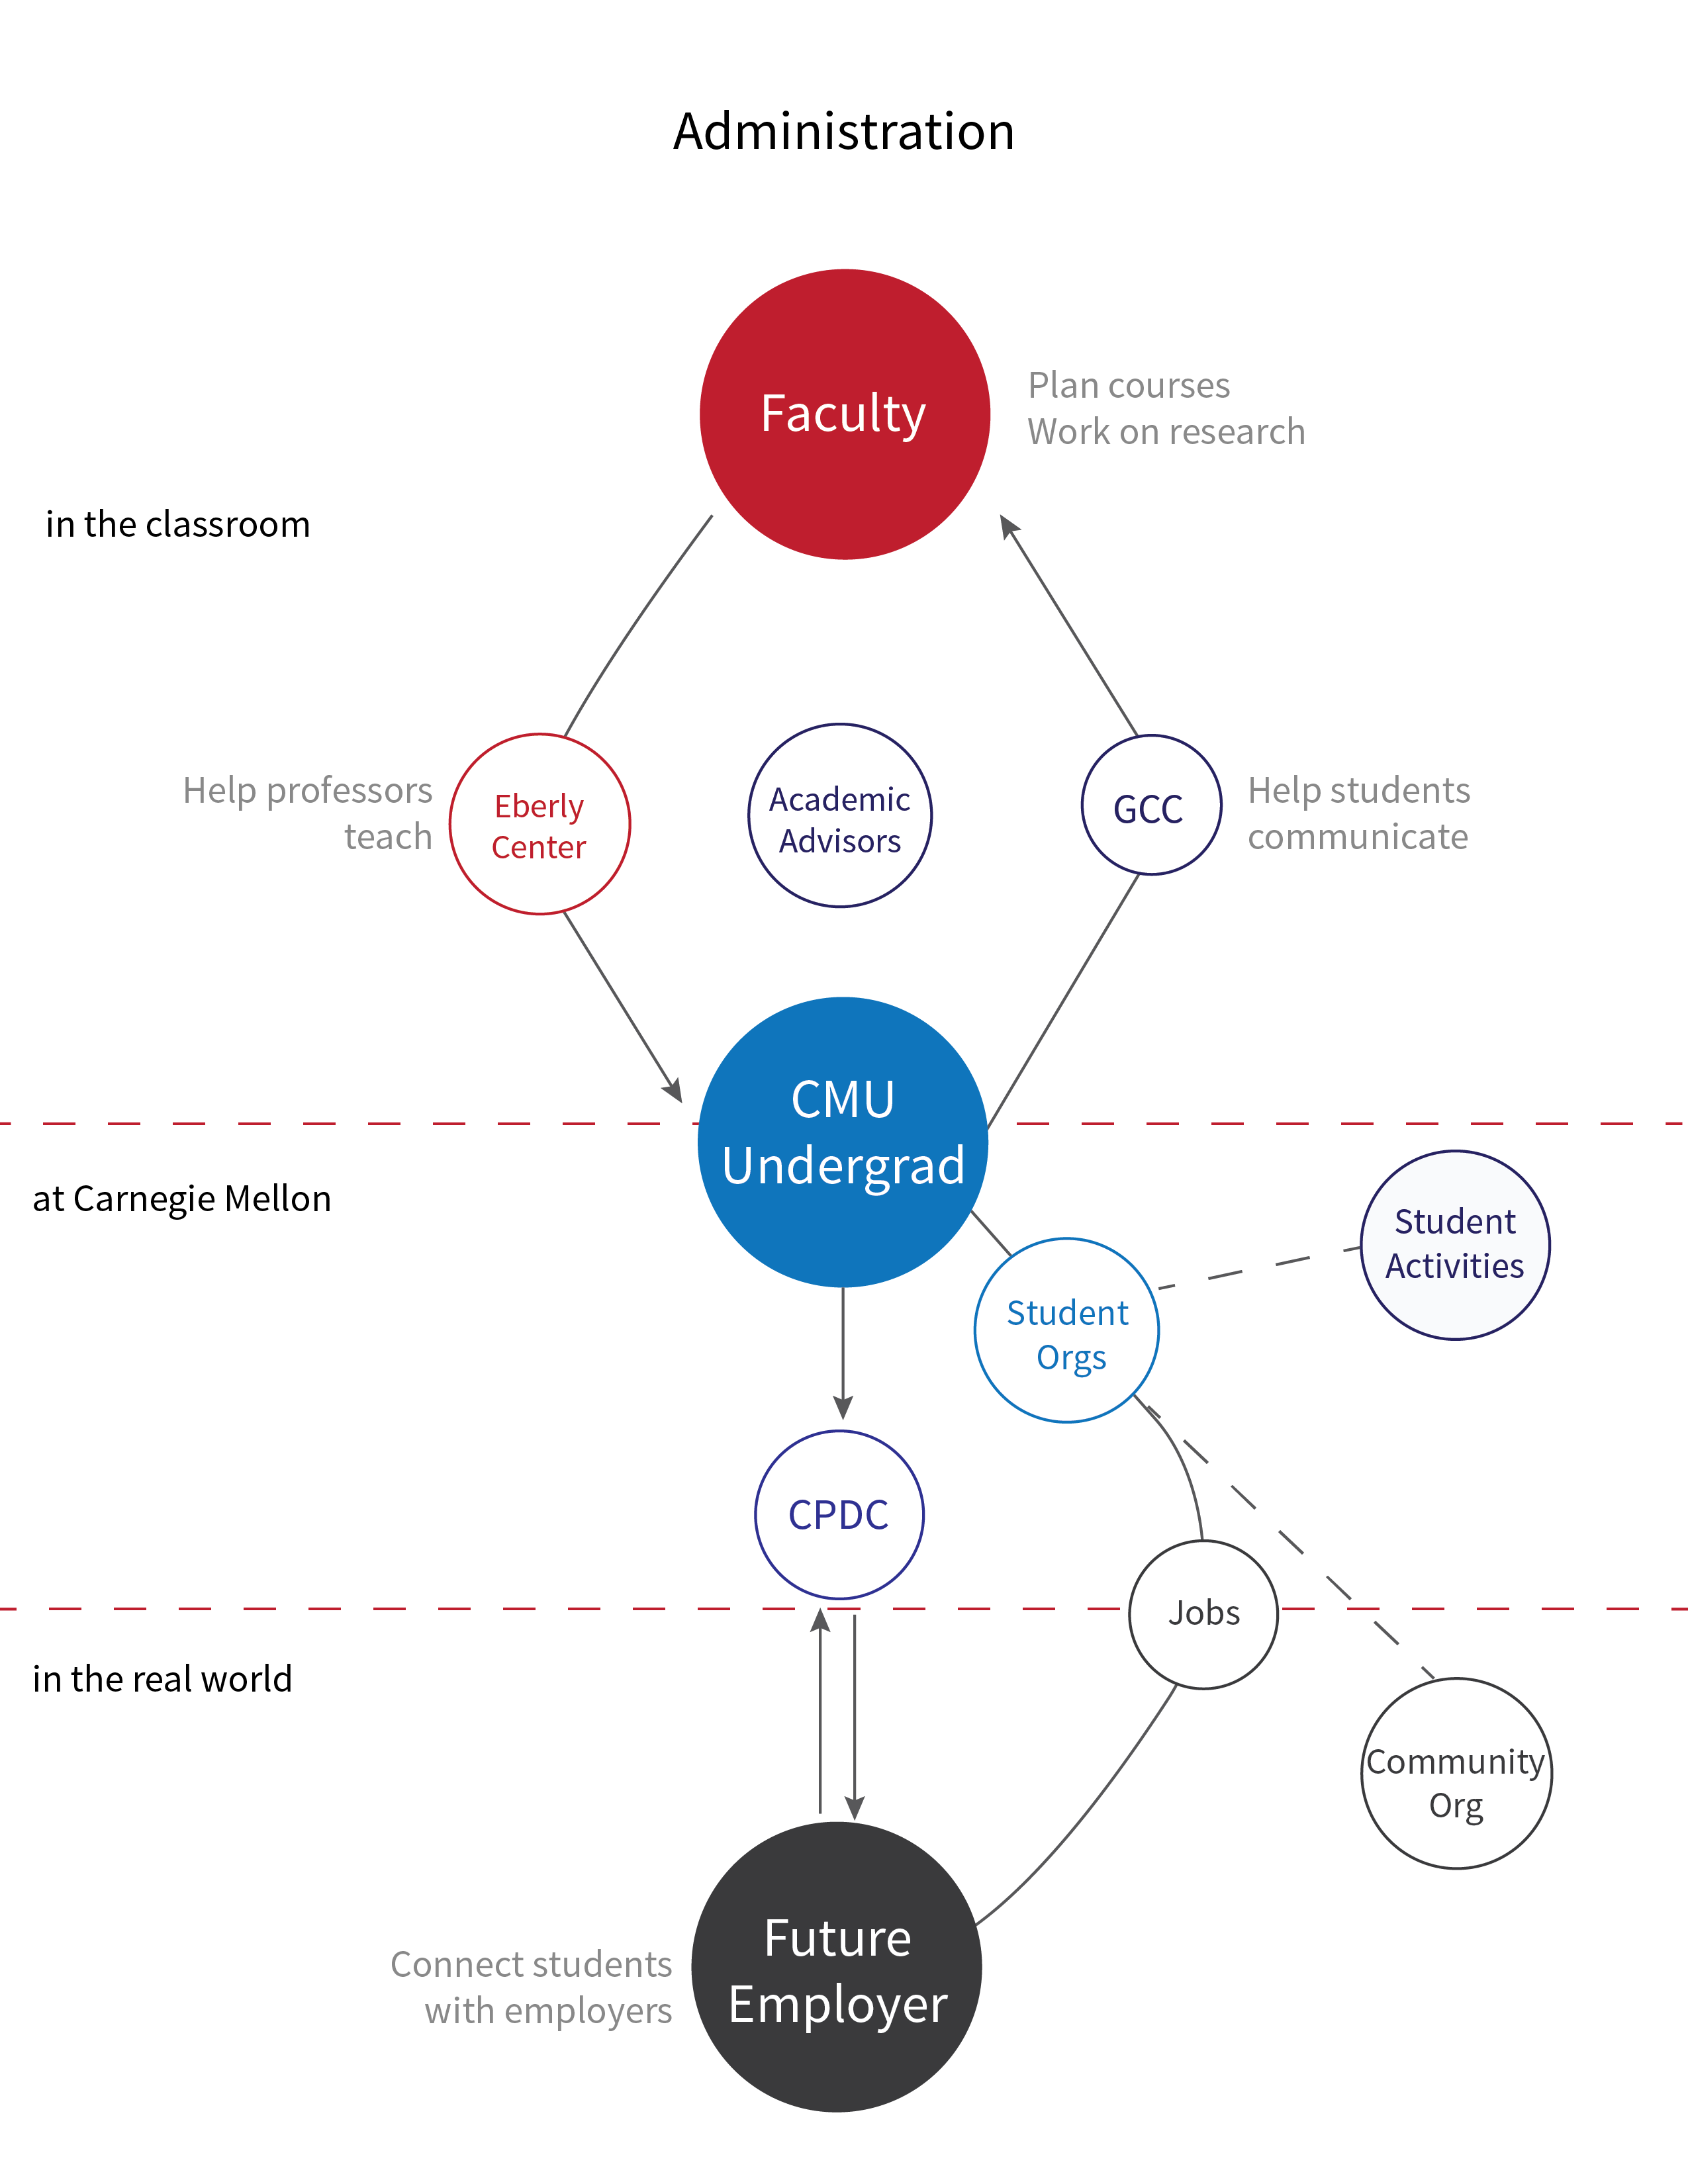 Administration
Faculty
Plan courses
Work on research
in the classroom
Help professors
teach
Eberly
Center
Academic
Advisors
GCC
Help students
communicate
CMU
Undergrad
at Carnegie Mellon
Student
Activities
Student
Orgs
CPDC
Jobs
in the real world
Community
Org
Future
Employer
Connect students
with employers